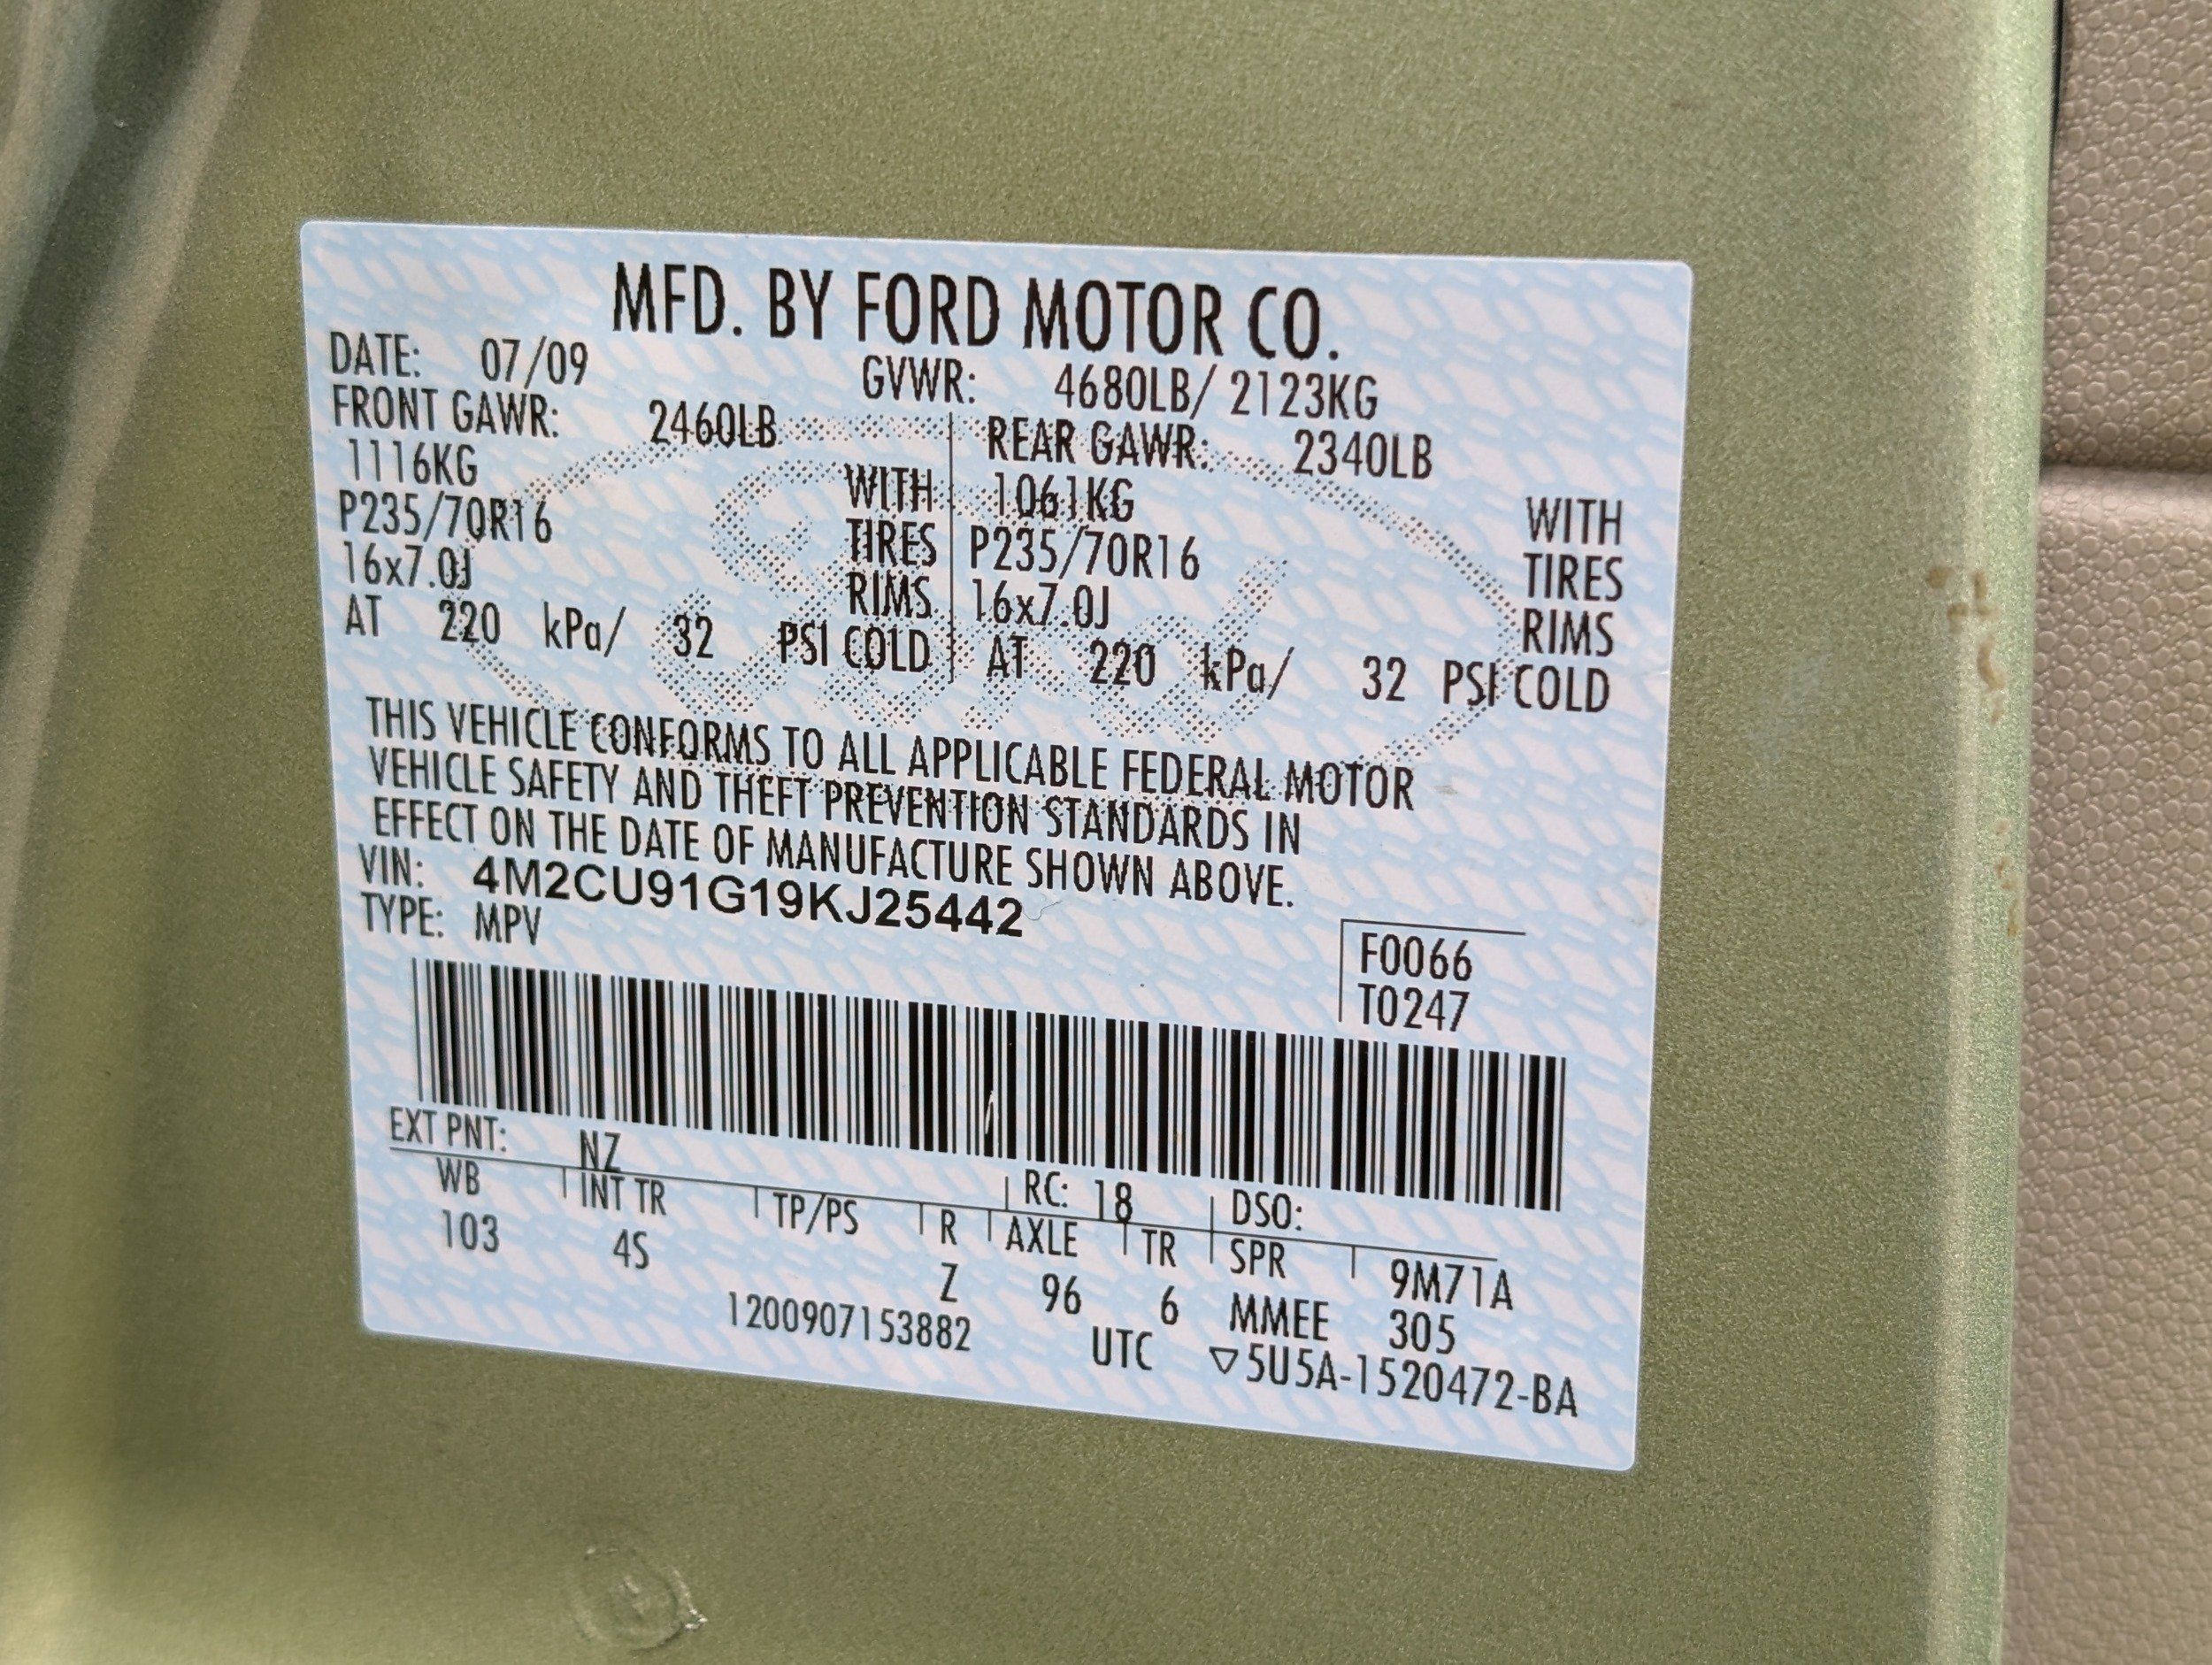 MFD. BY FORD MOTOR CO.
DATE: 07/09 GVWR: 4680LB/ 2123KG
FRONT GAWR: 2460LB REAR GAWR: 2340LB
1116KG WITH 1061KG WITH
P235/70R16 TIRES P235/70R16 TIRES
16x7.0J RIMS 16x7.0J RIMS
AT 220 kPa/ 32 PSI COLD AT 220 kPa/ 32 PSI COLD
THIS VEHICLE CONFORMS TO ALL APPLICABLE FEDERAL MOTOR
VEHICLE SAFETY AND THEFT PREVENTION STANDARDS IN
EFFECT ON THE DATE OF MANUFACTURE SHOWN ABOVE.
VIN: 4M2CU91G19KJ25442
TYPE: MPV
F0066
T0247
EXT PNT: NZ RC: 18 DSO:
WB INT TR TP/PS R AXLE TR SPR 9M71A
103 4S Z 96 6 MMEE 305
1200907153882 UTC ▽5U5A-1520472-BA